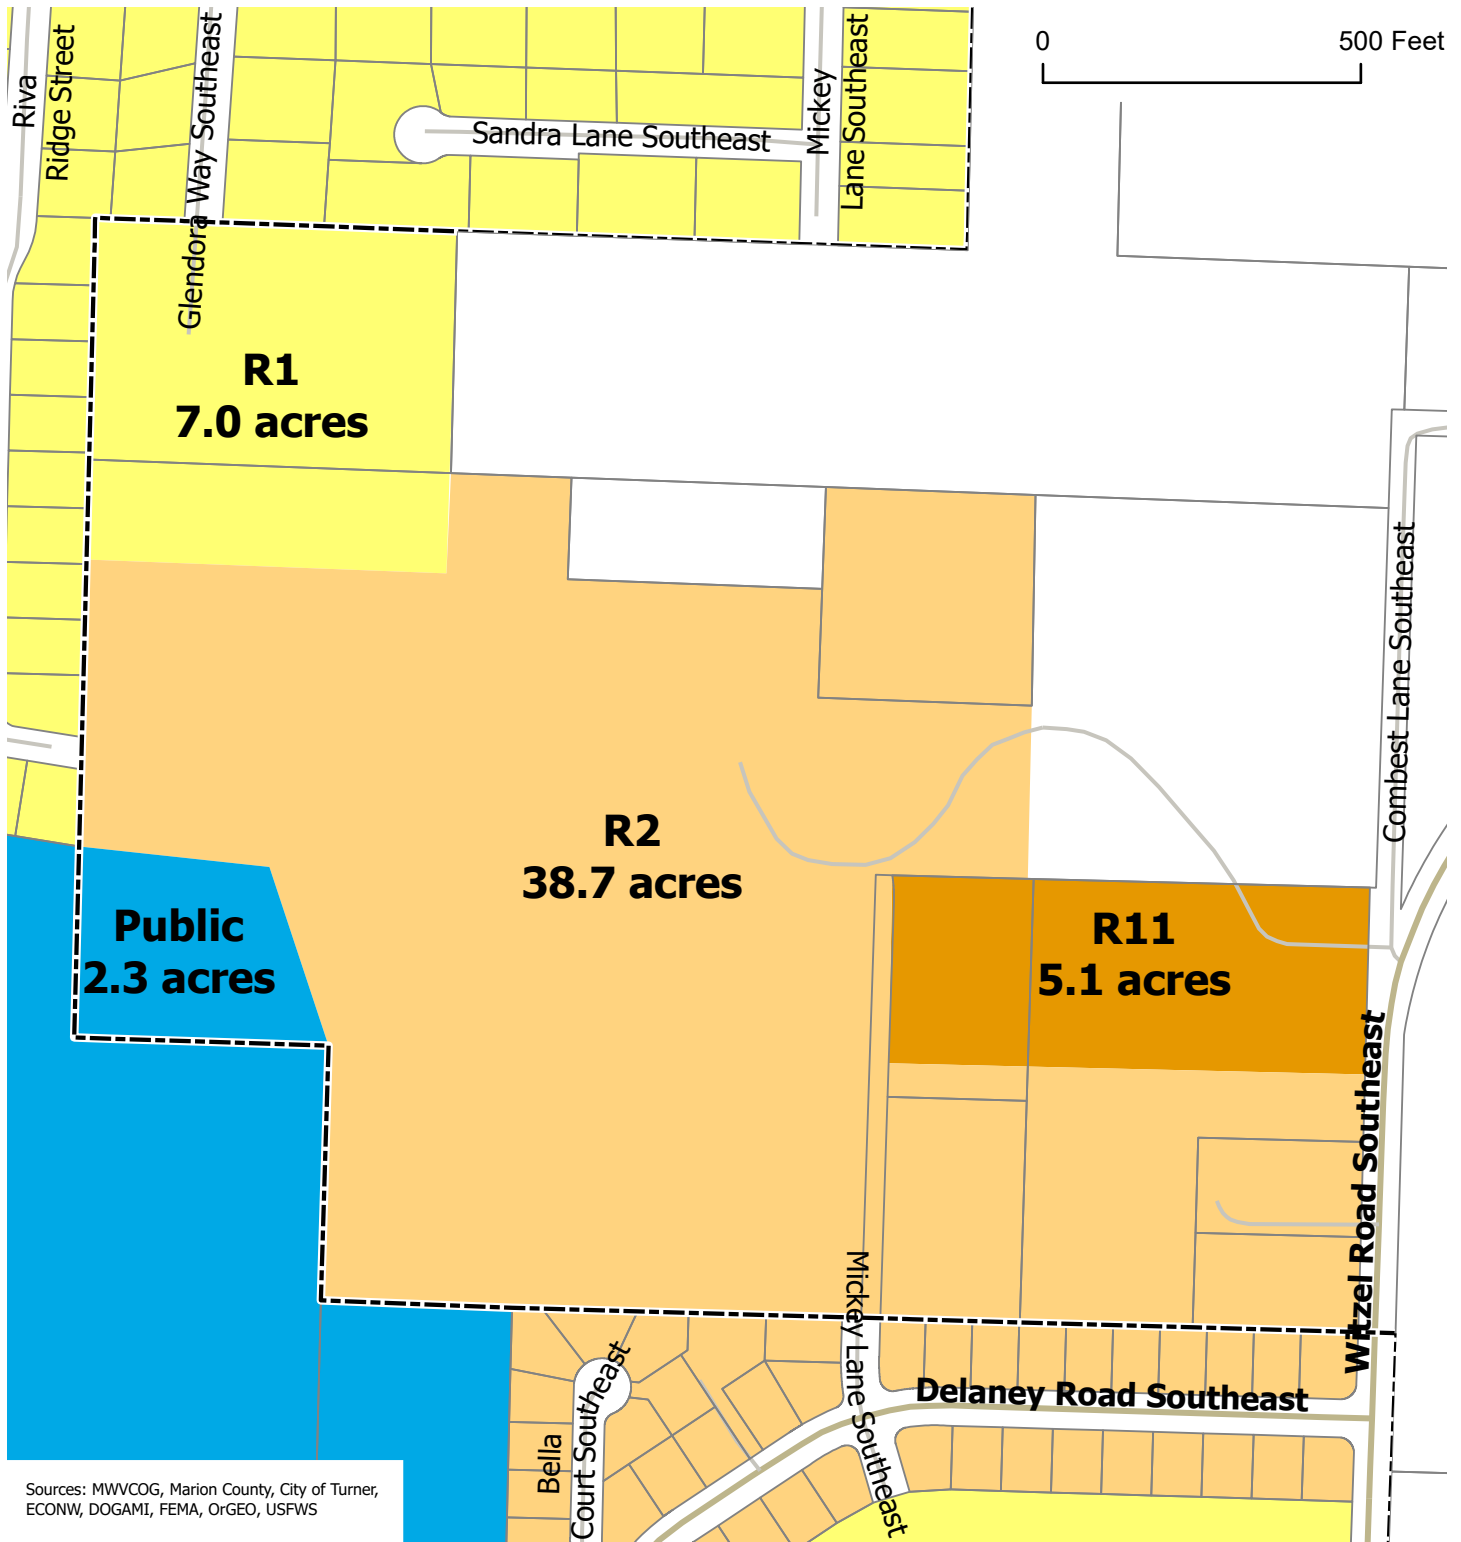 0
500 Feet
Riva
Ridge Street
Glendora Way Southeast
Sandra Lane Southeast
Mickey
Lane Southeast
R1
7.0 acres
Combest Lane Southeast
R2
38.7 acres
Public
2.3 acres
R11
5.1 acres
Witzel Road Southeast
Mickey Lane Southeast
Delaney Road Southeast
Bella
Court Southeast
Sources: MWVCOG, Marion County, City of Turner,
ECONW, DOGAMI, FEMA, OrGEO, USFWS